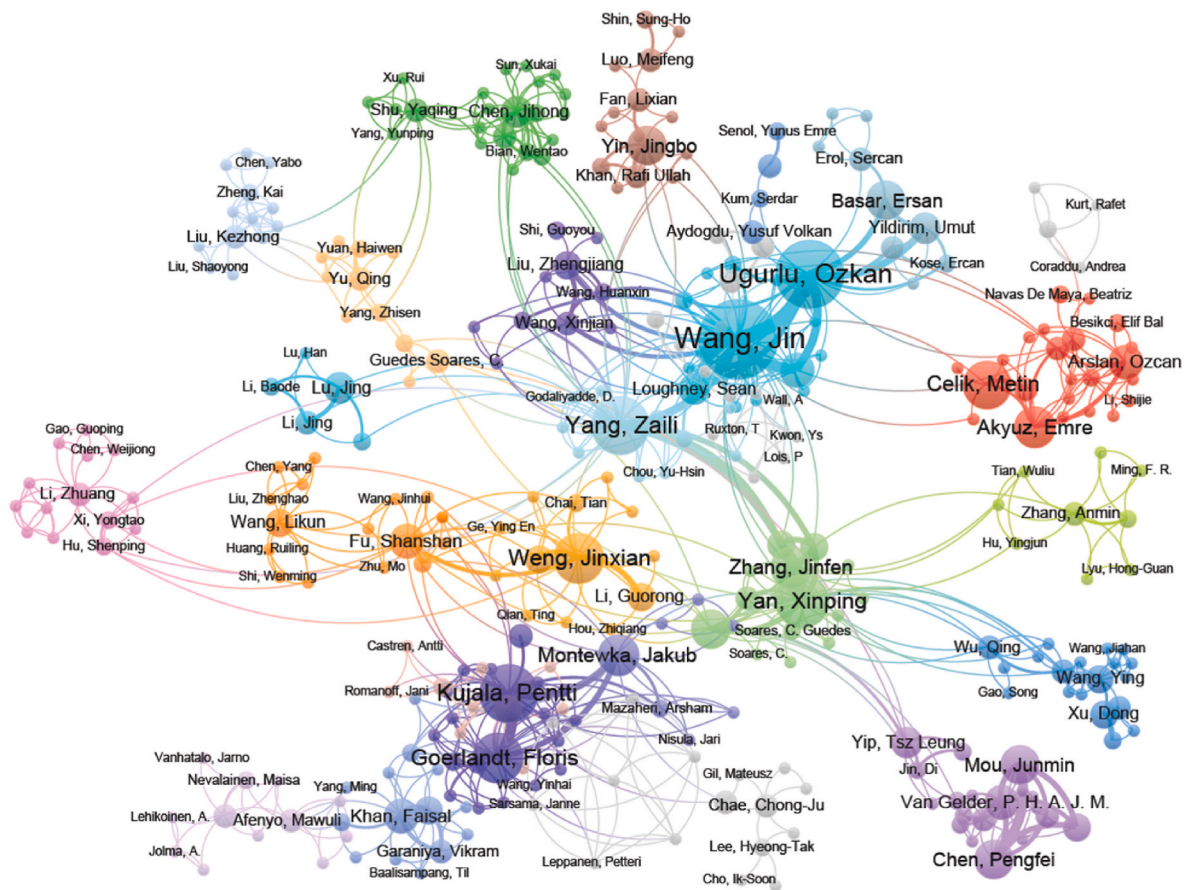 Shin, Sung-Ho
Luo, Meifeng
Sun, Xukai
Xu, Rui
Shu, Yaqing
Chen, Jihong
Fan, Lixian
Yang, Yunping
Bian, Wentao
Yin, Jingbo
Senol, Yunus Emre
Erol, Sercan
Chen, Yabo
Khan, Rafi Ullah
Zheng, Kai
Kum, Serdar
Basar, Ersan
Kurt, Rafet
Liu, Kezhong
Shi, Guoyou
Aydogdu, Yusuf Volkan
Yildirim, Umut
Yuan, Haiwen
Liu, Shaoyong
Liu, Zhengjiang
Kose, Ercan
Coraddu, Andrea
Yu, Qing
Ugurlu, Ozkan
Wang, Huanxin
Navas De Maya, Beatriz
Yang, Zhisen
Wang, Xinjian
Besikci, Elif Bal
Wang, Jin
Lu, Han
Guedes Soares, C.
Arslan, Ozcan
Li, Baode
Lu, Jing
Celik, Metin
Loughney, Sean
Godaliyadde, D.
Wall, A
Li, Shijie
Li, Jing
Yang, Zaili
Akyuz, Emre
Gao, Guoping
Ruxton, T
Kwon, Ys
Chen, Weijiong
Lois, P
Chen, Yang
Chou, Yu-Hsin
Tian, Wuliu
Ming, F. R.
Li, Zhuang
Liu, Zhenghao
Wang, Jinhui
Chai, Tian
Xi, Yongtao
Wang, Likun
Ge, Ying En
Zhang, Anmin
Hu, Shenping
Fu, Shanshan
Huang, Ruiling
Hu, Yingjun
Weng, Jinxian
Zhu, Mo
Zhang, Jinfen
Shi, Wenming
Lyu, Hong-Guan
Li, Guorong
Yan, Xinping
Qian, Ting
Hou, Zhiqiang
Soares, C. Guedes
Castren, Antti
Montewka, Jakub
Soares, C.
Wu, Qing
Wang, Jiahan
Wang, Ying
Romanoff, Jani
Kujala, Pentti
Gao, Song
Mazaheri, Arsham
Xu, Dong
Nisula, Jari
Yip, Tsz Leung
Vanhatalo, Jarno
Goerlandt, Floris
Jin, Di
Mou, Junmin
Nevalainen, Maisa
Yang, Ming
Wang, Yinhai
Gil, Mateusz
Sarsama, Janne
Chae, Chong-Ju
Van Gelder, P. H. A. J. M.
Lehikoinen, A.
Afenyo, Mawuli
Khan, Faisal
Lee, Hyeong-Tak
Jolma, A.
Garaniya, Vikram
Leppanen, Petteri
Chen, Pengfei
Baalisampang, Til
Cho, Ik-Soon